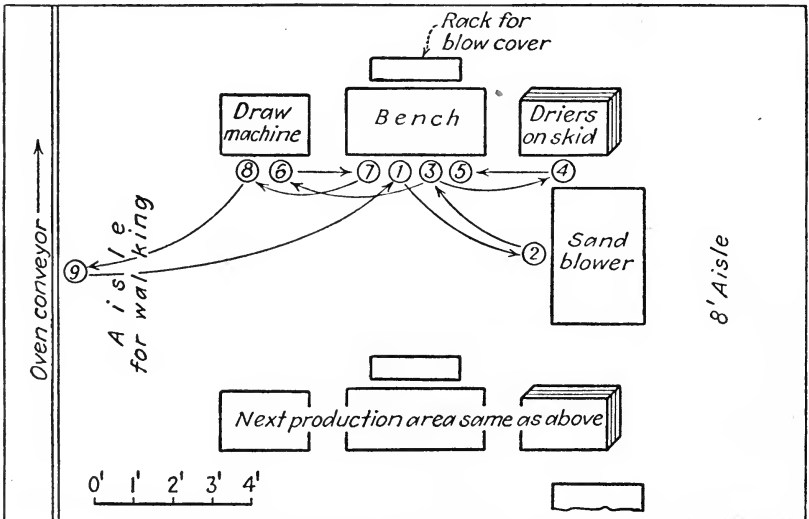 Rack for
blow cover
Draw
machine
Bench
Driers
on skid
8
6
7
1
3
5
4
2
9
Sand
blower
Oven conveyor
Aisle
for walking
8' Aisle
Next production area same as above
0' 1' 2' 3' 4'